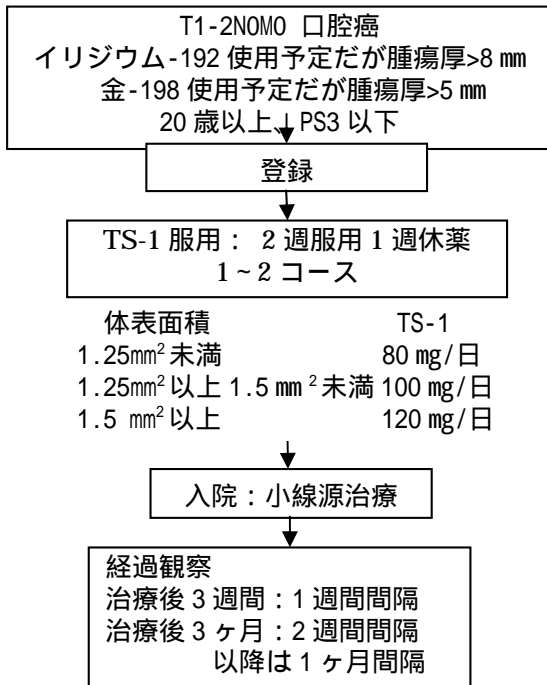 T1-2N0M0 口腔癌
イリジウム-192 使用予定だが腫瘍厚>8 mm
金-198 使用予定だが腫瘍厚>5 mm
20 歳以上、PS3 以下
登録
TS-1 服用： 2 週服用 1 週休薬
1~2 コース
体表面積 TS-1
1.25mm² 未満 80 mg/日
1.25mm² 以上 1.5 mm ² 未満 100 mg/日
1.5 mm² 以上 120 mg/日
入院：小線源治療
経過観察
治療後 3 週間：1 週間間隔
治療後 3 ヶ月：2 週間間隔
以降は 1 ヶ月間隔